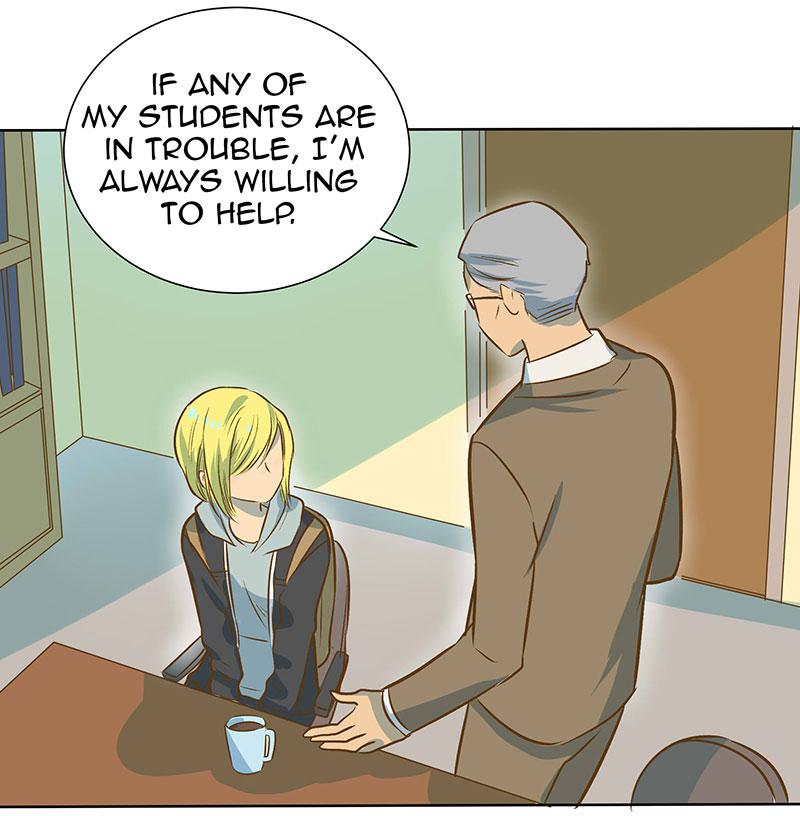 IF ANY OF
MY STUDENTS ARE
IN TROUBLE, I'M
ALWAYS WILLING
TO HELP.